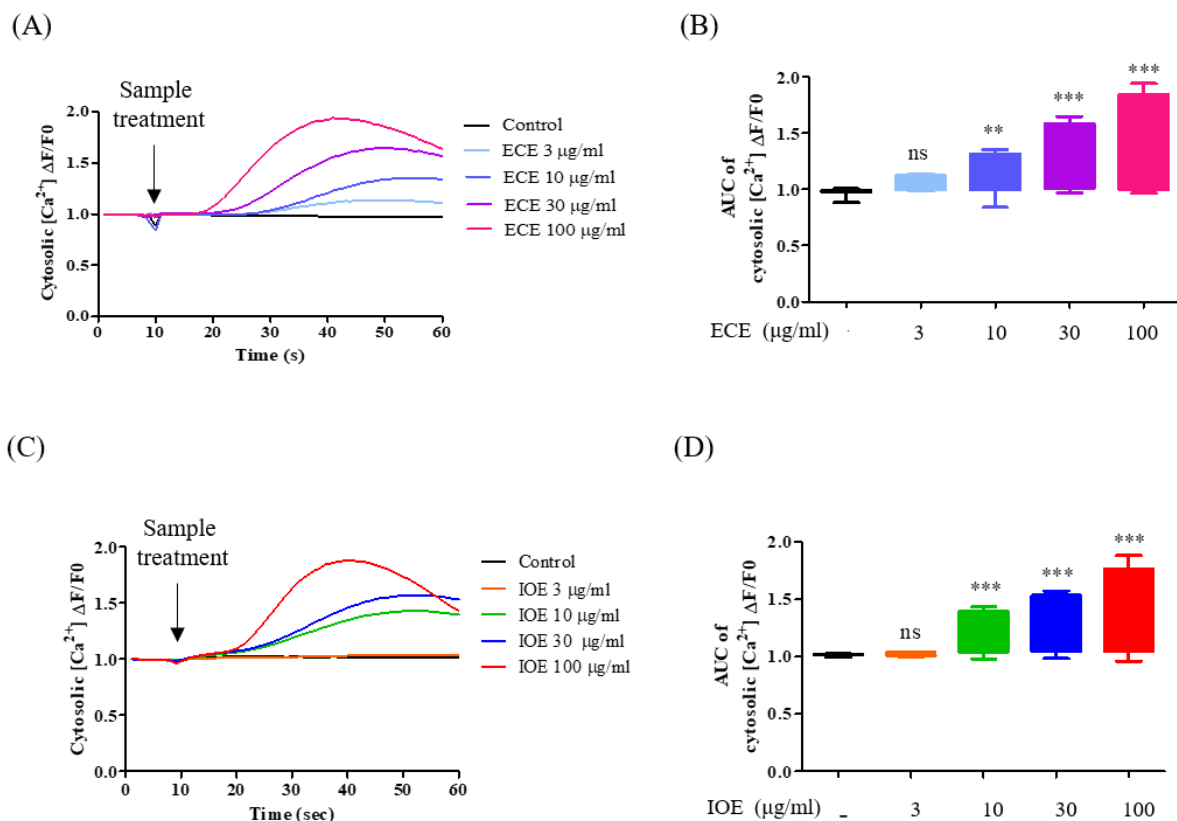 (A)
Sample
treatment
Cytosolic [Ca²⁺] ΔF/F0
2.0
1.5
1.0
0.5
0.0
0 10 20 30 40 50 60
Time (s)
Control
ECE 3 μg/ml
ECE 10 μg/ml
ECE 30 μg/ml
ECE 100 μg/ml
(B)
AUC of
cytosolic [Ca²⁺] ΔF/F0
2.0
1.5
1.0
0.5
0.0
ns
**
***
***
ECE (μg/ml) - 3 10 30 100
(C)
Sample
treatment
Cytosolic [Ca²⁺] ΔF/F0
2.0
1.5
1.0
0.5
0.0
0 10 20 30 40 50 60
Time (sec)
Control
IOE 3 μg/ml
IOE 10 μg/ml
IOE 30 μg/ml
IOE 100 μg/ml
(D)
AUC of
cytosolic [Ca²⁺] ΔF/F0
2.0
1.5
1.0
0.5
0.0
ns
***
***
***
IOE (μg/ml) - 3 10 30 100